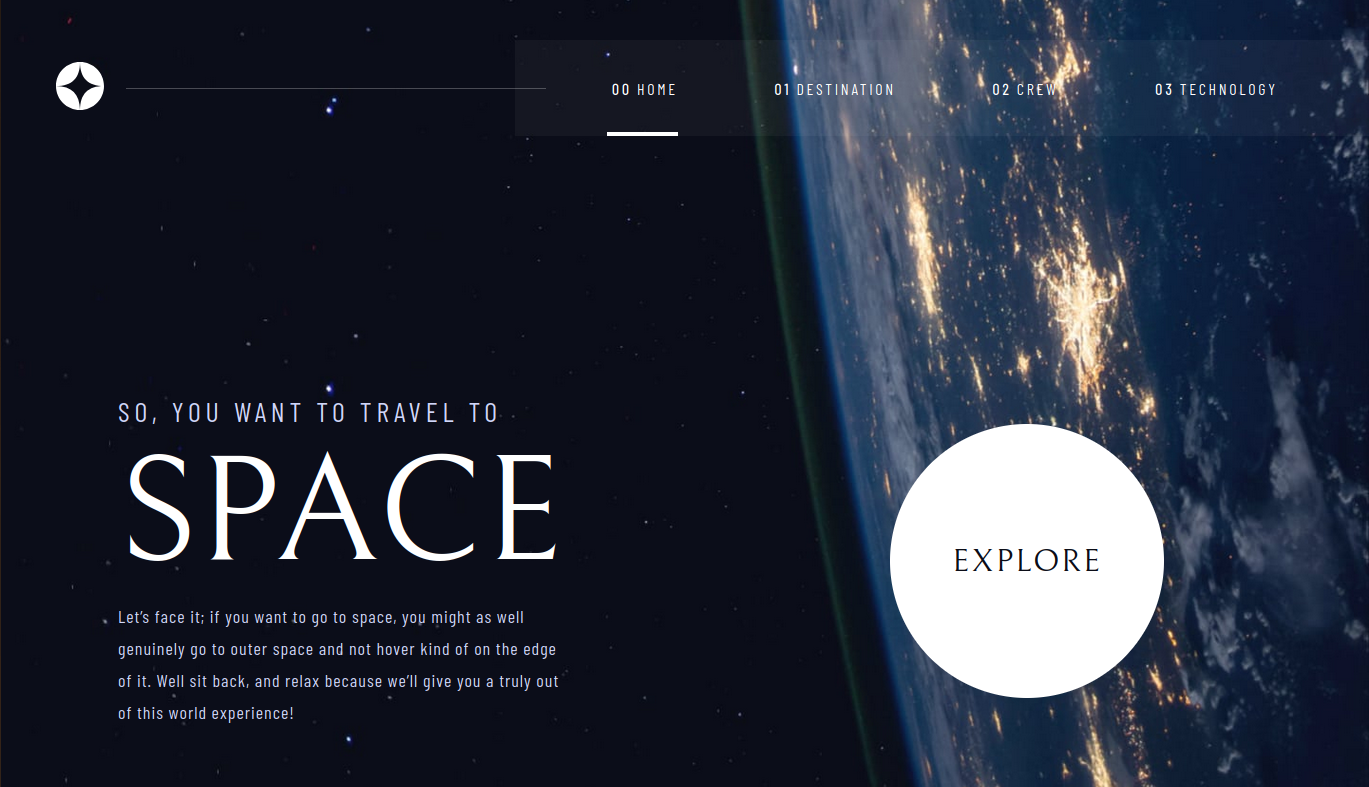 00 HOME 01 DESTINATION 02 CREW 03 TECHNOLOGY
SO, YOU WANT TO TRAVEL TO
SPACE
EXPLORE
Let’s face it; if you want to go to space, you might as well
genuinely go to outer space and not hover kind of on the edge
of it. Well sit back, and relax because we’ll give you a truly out
of this world experience!